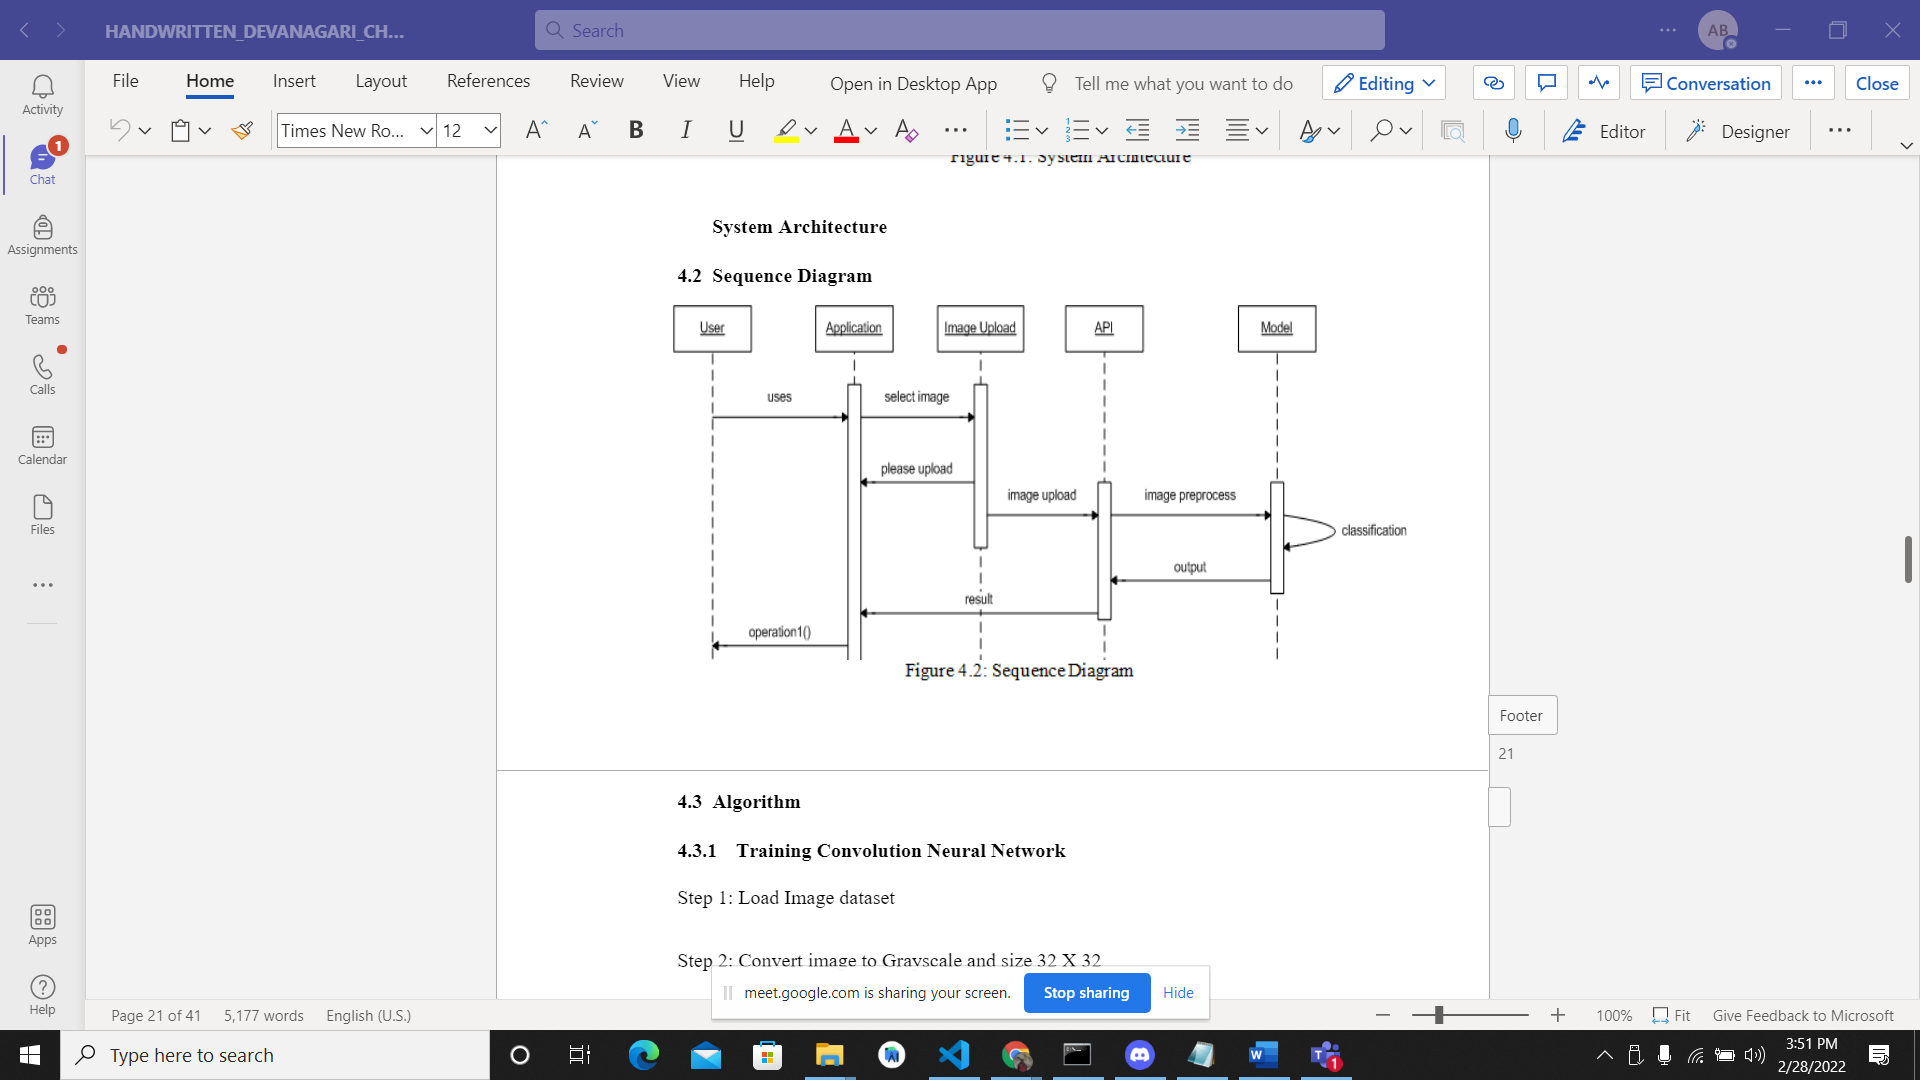 HANDWRITTEN_DEVANAGARI_CH...
Search
AB
File Home Insert Layout References Review View Help Open in Desktop App Tell me what you want to do Editing Conversation Close
Times New Ro... 12 Editor Designer
Activity
1
Chat
Assignments
Teams
Calls
Calendar
Files
Apps
Help
Figure 4.1: System Architecture
System Architecture
4.2 Sequence Diagram
User Application Image Upload API Model
uses select image
please upload
image upload image preprocess
classification
output
result
operation1()
Figure 4.2: Sequence Diagram
Footer
21
4.3 Algorithm
4.3.1 Training Convolution Neural Network
Step 1: Load Image dataset
Step 2: Convert image to Grayscale and size 32 X 32
meet.google.com is sharing your screen. Stop sharing Hide
Page 21 of 41 5,177 words English (U.S.) 100% Fit Give Feedback to Microsoft
Type here to search
1
3:51 PM
2/28/2022